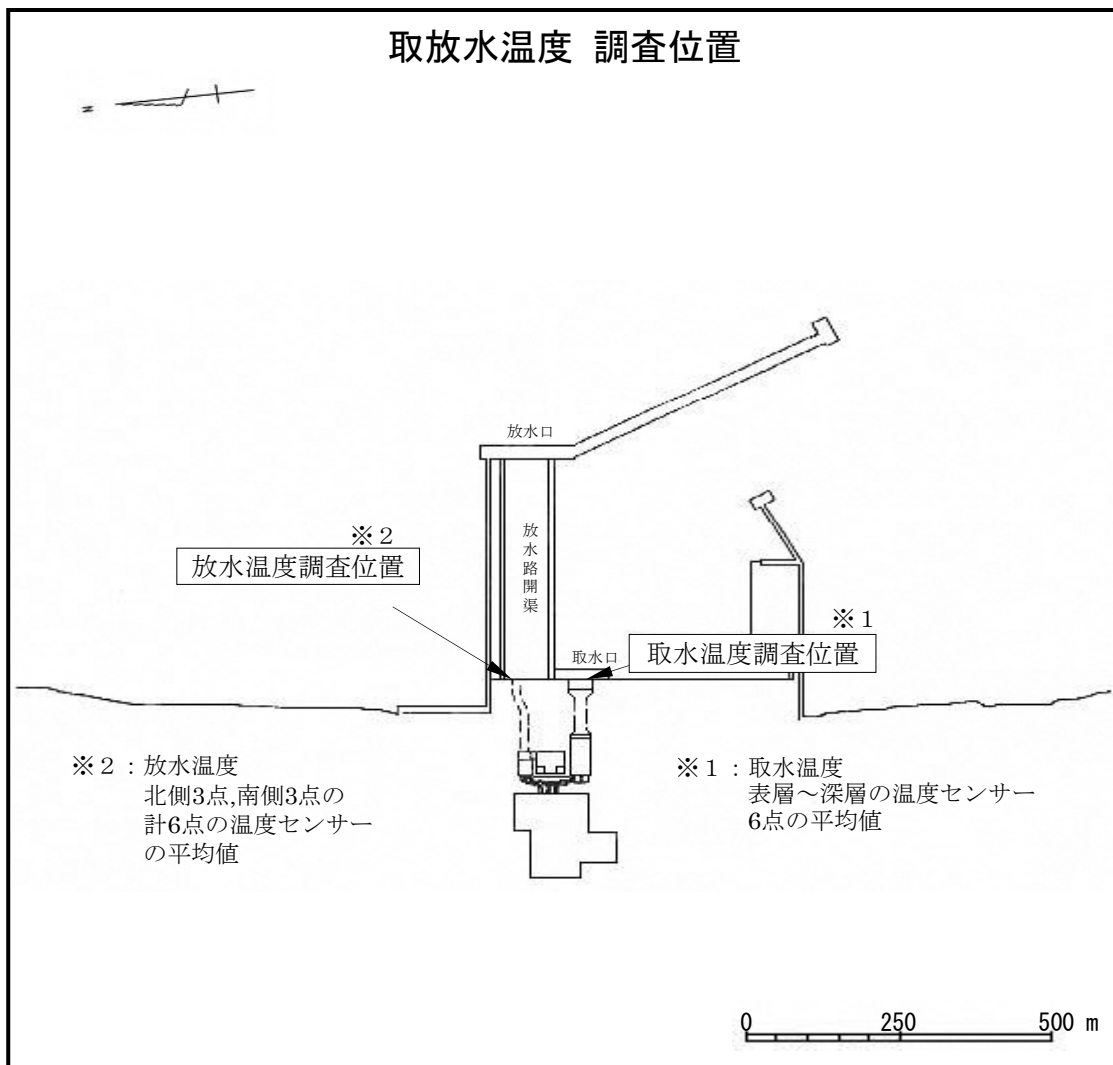 取放水温度 調査位置
N
放水口
※2
放水温度調査位置
放水路開渠
※1
取水口
取水温度調査位置
※2：放水温度
北側3点,南側3点の
計6点の温度センサー
の平均値
※1：取水温度
表層～深層の温度センサー
6点の平均値
0 250 500 m